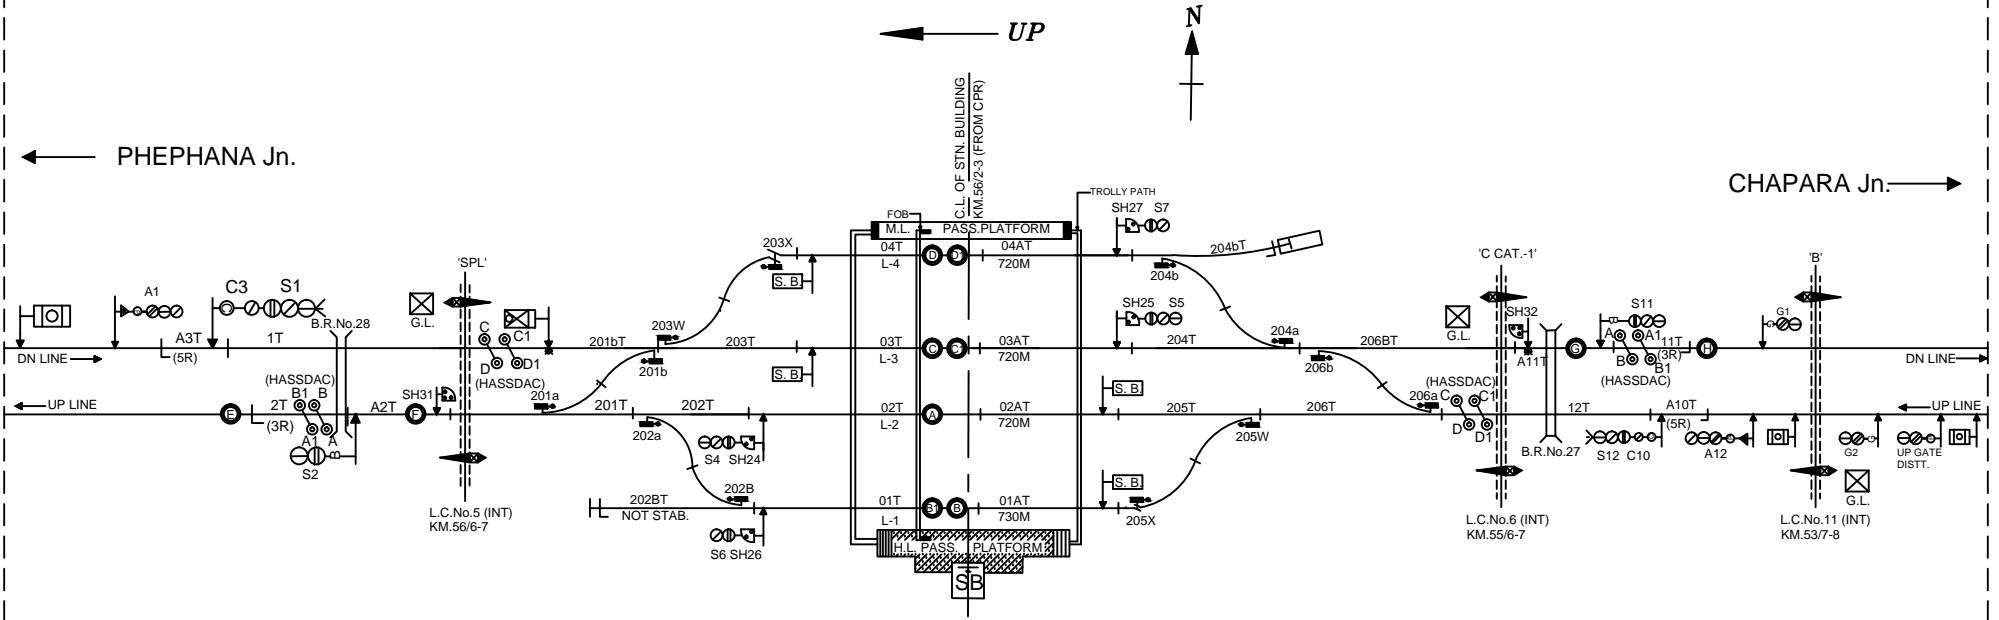 UP
N
C.L. OF STN. BUILDING
KM.56/2-3 (FROM CPR)
PHEPHANA Jn.
CHAPARA Jn.
TROLLY PATH
FOB
M.L. PASS.PLATFORM
SH27 S7
203X
04T
L-4
D
D1
04AT
720M
204b
204bT
'SPL'
'C CAT.-1'
'B'
S. B.
A1
C3
S1
B.R.No.28
G.L.
C
C1
D
D1
(HASSDAC)
203W
SH25 S5
204a
G.L.
SH32
S11
A
A1
B
B1
(HASSDAC)
G1
DN LINE
A3T
(5R)
1T
201bT
201b
203T
03T
L-3
C
C1
03AT
720M
204T
206BT
206b
A11T
G
11T
(3R)
H
DN LINE
S. B.
S. B.
(HASSDAC)
B1
B
A1
A
SH31
201a
206a
(HASSDAC)
C
C1
D
D1
UP LINE
E
2T
(3R)
A2T
F
201T
202a
202T
02T
L-2
A
02AT
720M
205T
205W
206T
12T
A10T
(5R)
UP LINE
S2
S4 SH24
B.R.No.27
S12 C10
A12
G2
UP GATE
DISTT.
G.L.
S. B.
202BT
NOT STAB.
202B
01T
L-1
B1
B
01AT
730M
205X
S6 SH26
L.C.No.5 (INT)
KM.56/6-7
L.C.No.6 (INT)
KM.55/6-7
L.C.No.11 (INT)
KM.53/7-8
H.L. PASS. PLATFORM
SB